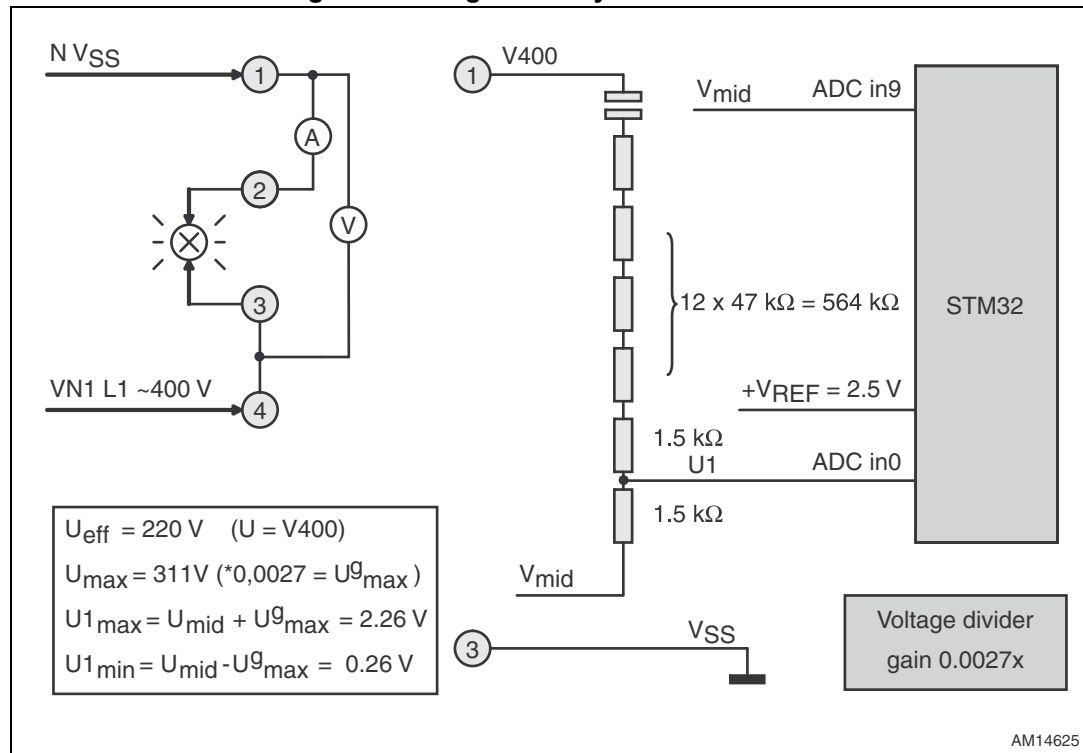 N VSS
1
A
2
V
3
VN1 L1 ~400 V
4
1
V400
12 x 47 kΩ = 564 kΩ
1.5 kΩ
U1
1.5 kΩ
Vmid
3
VSS
Vmid
ADC in9
STM32
+VREF = 2.5 V
ADC in0
Ueff = 220 V (U = V400)
Umax = 311V (*0,0027 = Ugmax )
U1max = Umid + Ugmax = 2.26 V
U1min = Umid - Ugmax = 0.26 V
Voltage divider
gain 0.0027x
AM14625